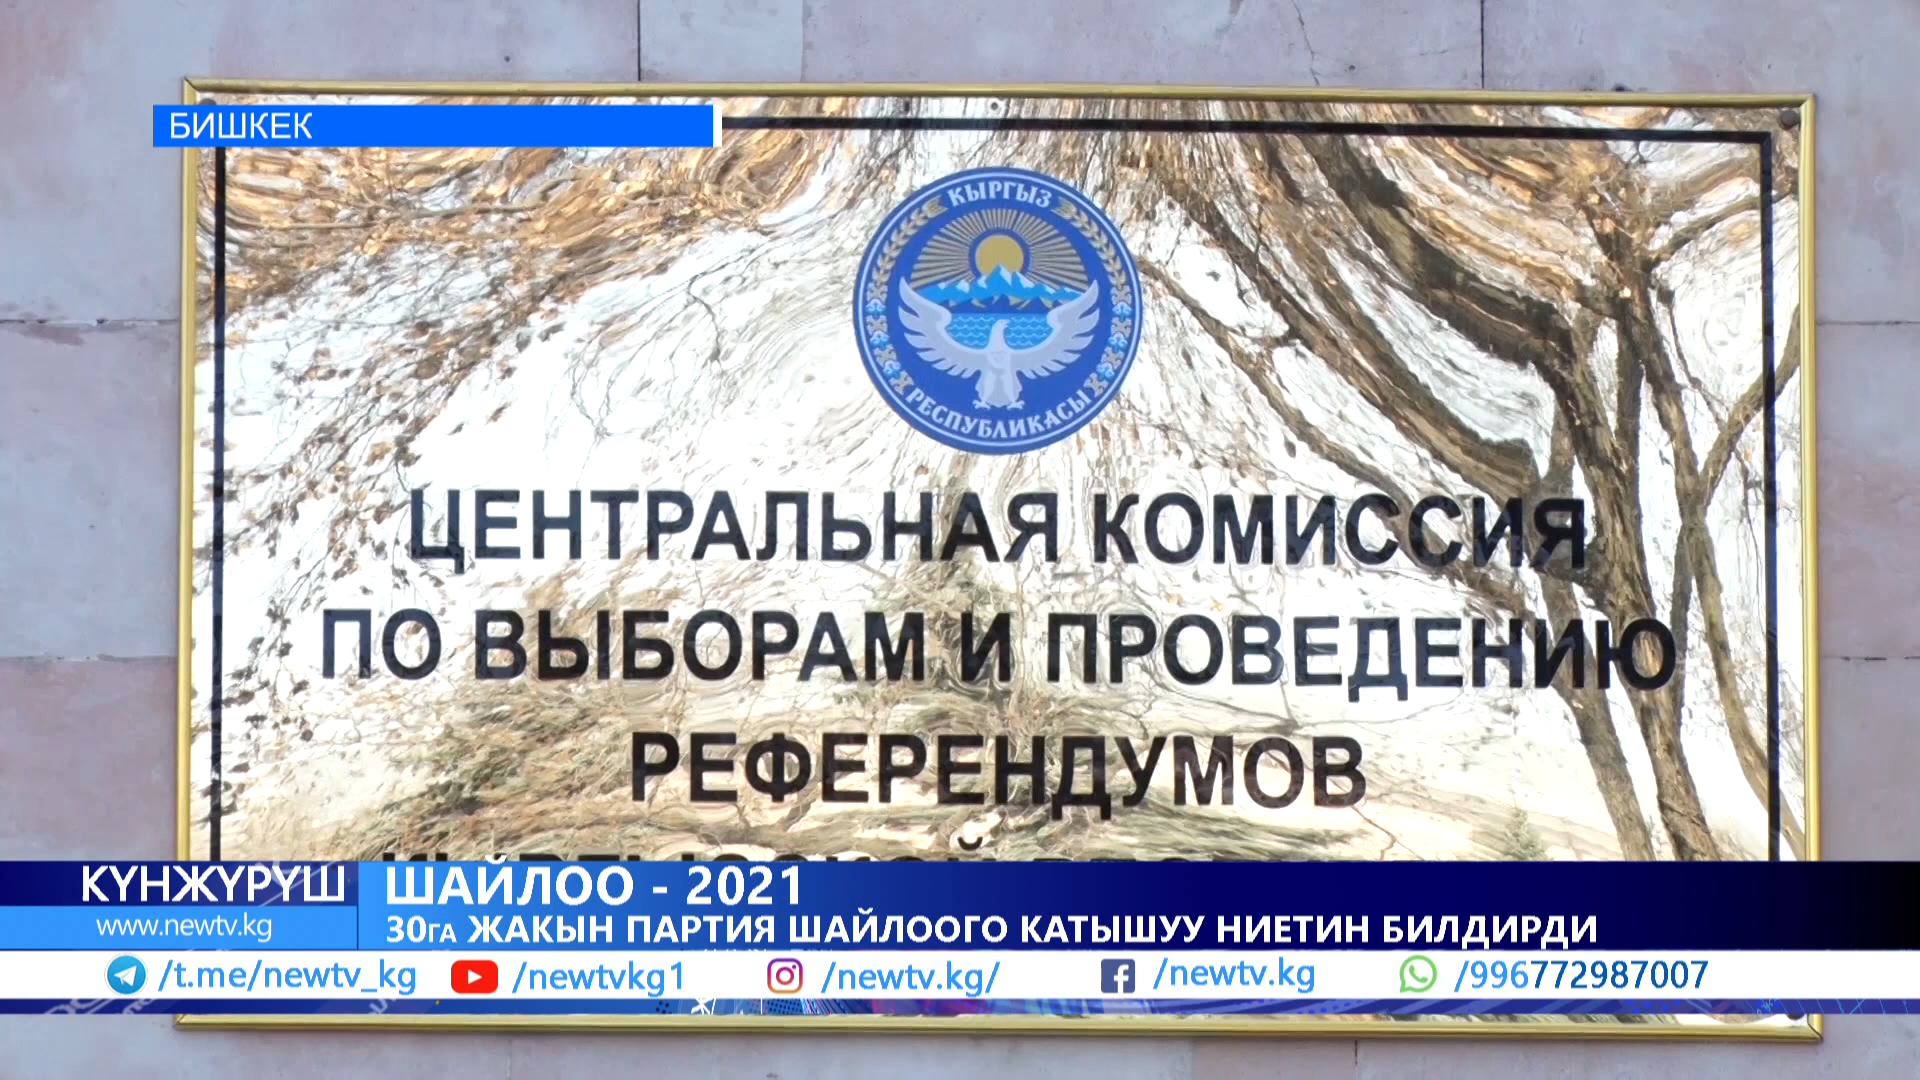 БИШКЕК
КЫРГЫЗ
РЕСПУБЛИКАСЫ
ЦЕНТРАЛЬНАЯ КОМИССИЯ
ПО ВЫБОРАМ И ПРОВЕДЕНИЮ
РЕФЕРЕНДУМОВ
КҮНЖҮРҮШ
www.newtv.kg
ШАЙЛОО - 2021
30ГА ЖАКЫН ПАРТИЯ ШАЙЛООГО КАТЫШУУ НИЕТИН БИЛДИРДИ
/t.me/newtv_kg /newtvkg1 /newtv.kg/ /newtv.kg /996772987007